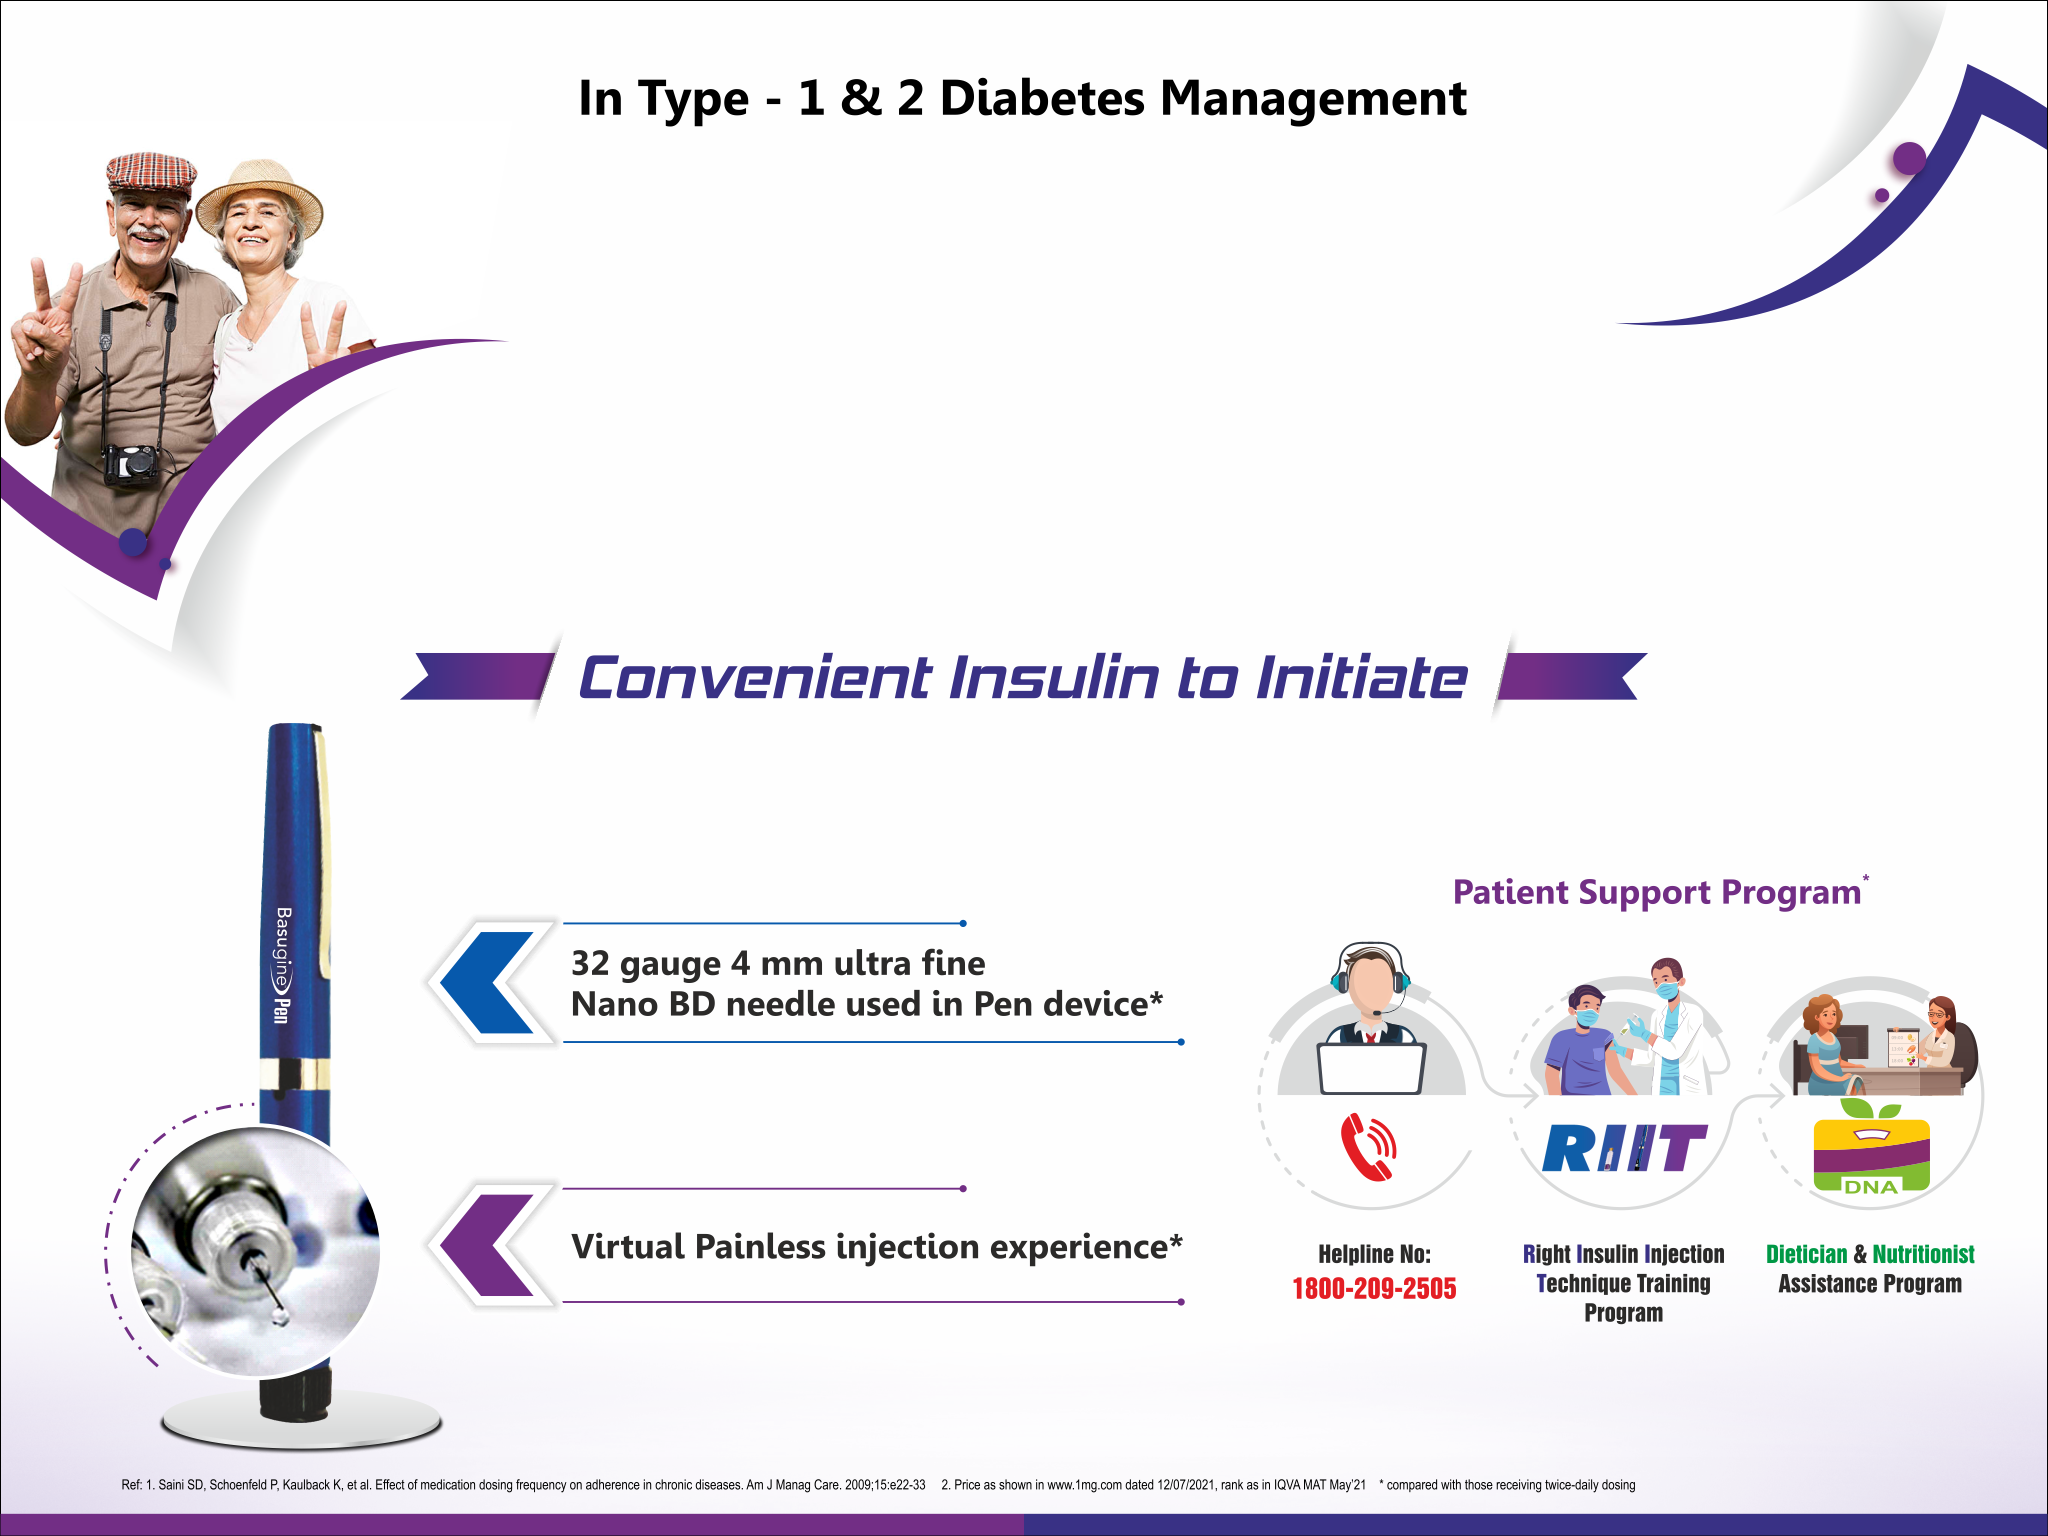 In Type - 1 & 2 Diabetes Management
Convenient Insulin to Initiate
Basugine Pen
32 gauge 4 mm ultra fine
Nano BD needle used in Pen device*
Virtual Painless injection experience*
Patient Support Program*
RIIT
DNA
Helpline No:
1800-209-2505
Right Insulin Injection
Technique Training
Program
Dietician & Nutritionist
Assistance Program
Ref: 1. Saini SD, Schoenfeld P, Kaulback K, et al. Effect of medication dosing frequency on adherence in chronic diseases. Am J Manag Care. 2009;15:e22-33 2. Price as shown in www.1mg.com dated 12/07/2021, rank as in IQVA MAT May'21 * compared with those receiving twice-daily dosing